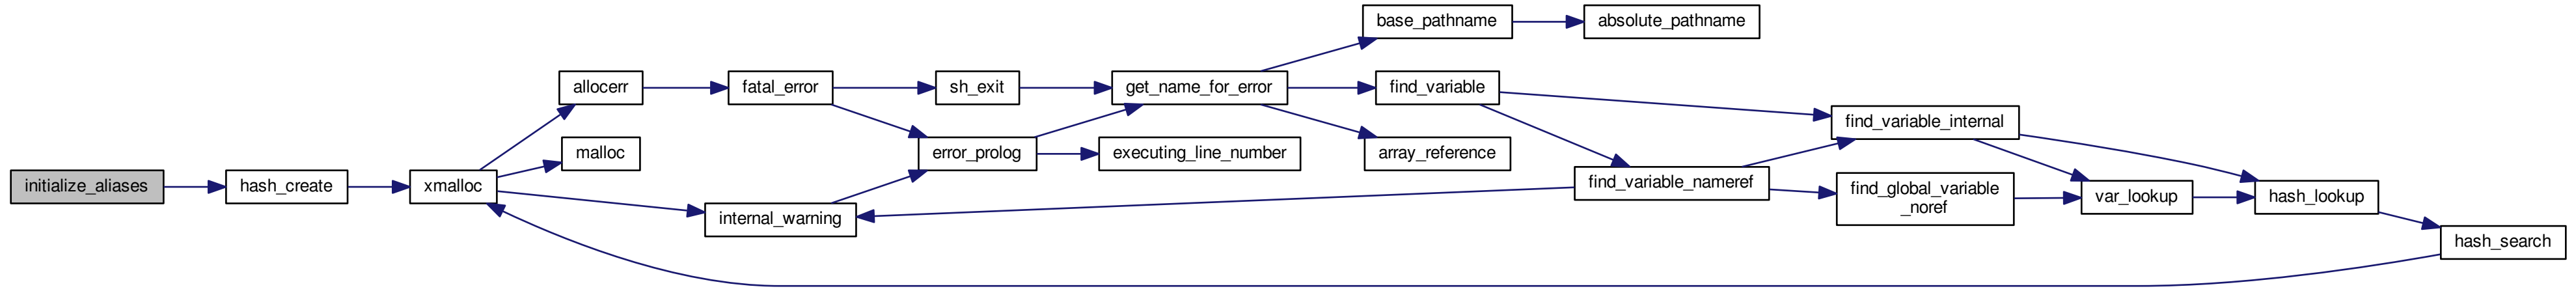 base_pathname
absolute_pathname
allocerr
fatal_error
sh_exit
get_name_for_error
find_variable
find_variable_internal
malloc
error_prolog
executing_line_number
array_reference
initialize_aliases
hash_create
xmalloc
internal_warning
find_variable_nameref
find_global_variable
_noref
var_lookup
hash_lookup
hash_search